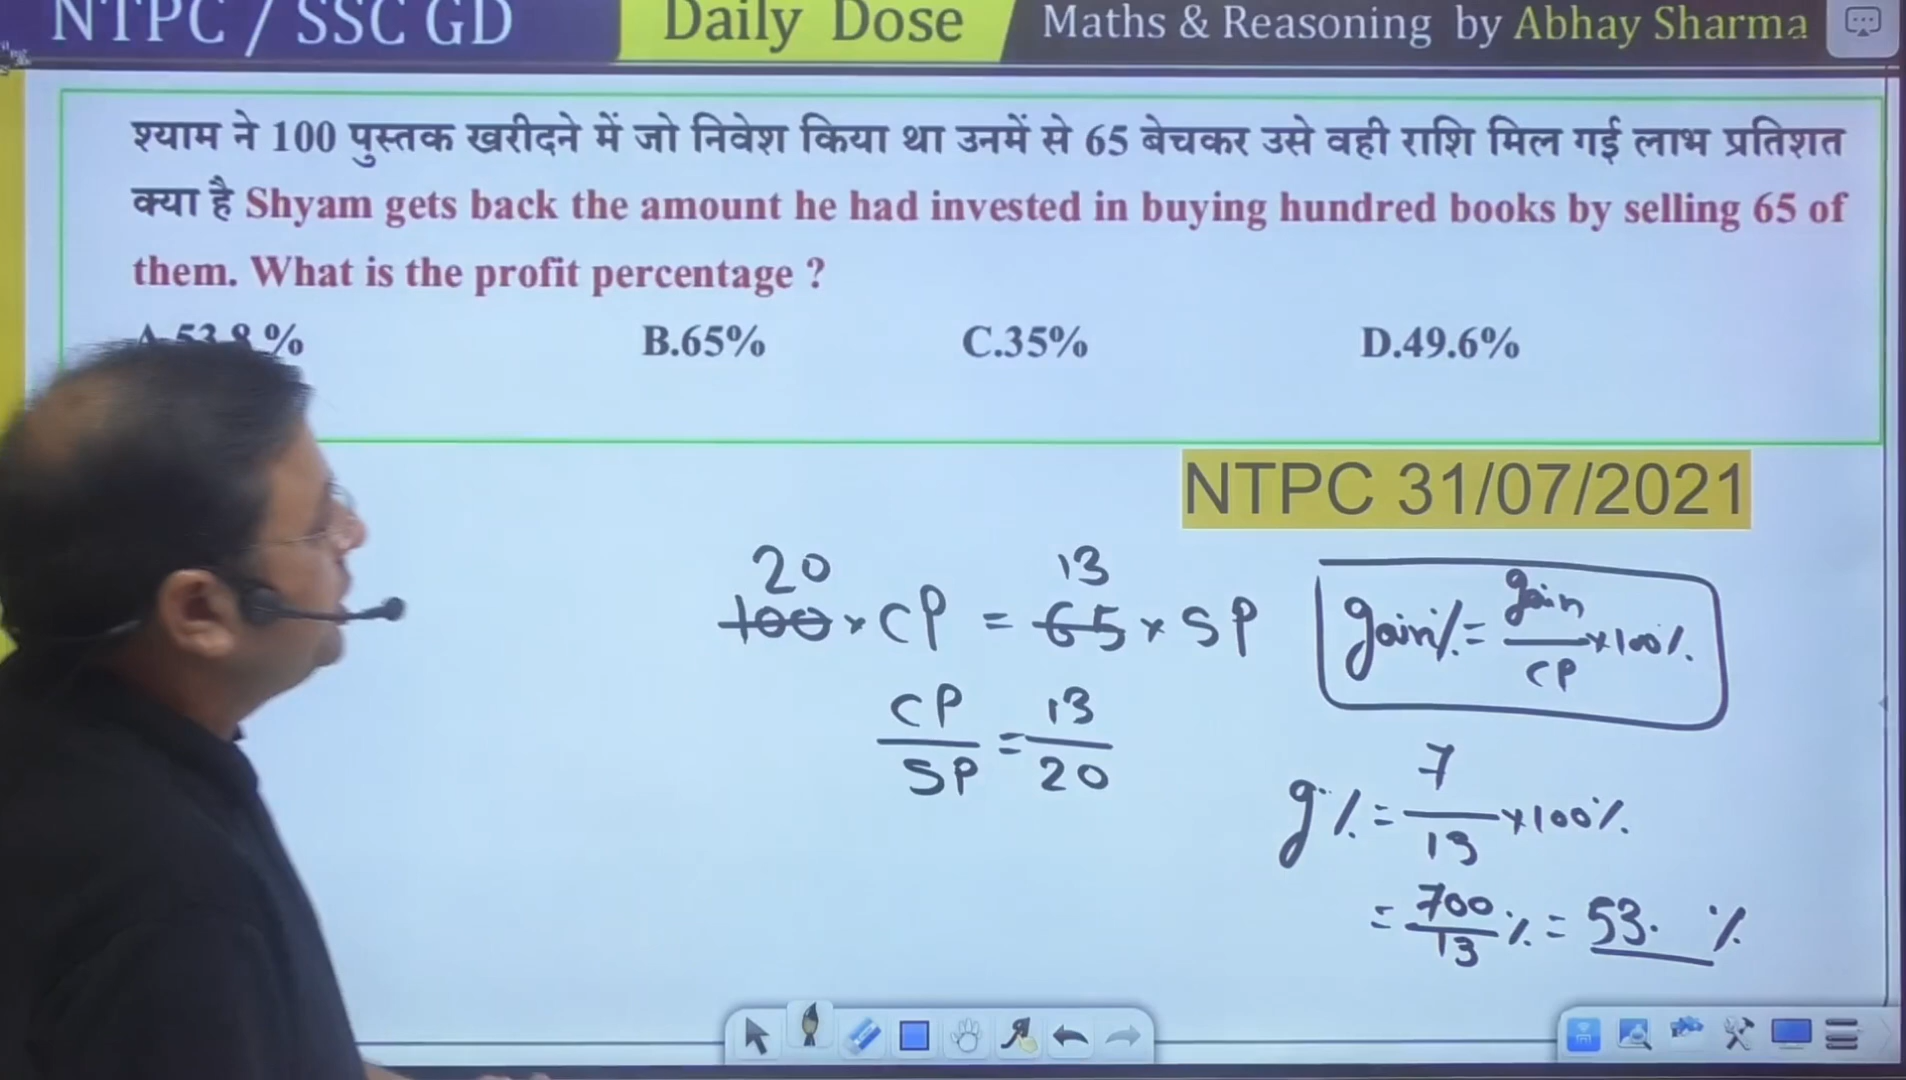 NTPC / SSC GD
Daily Dose
Maths & Reasoning by Abhay Sharma
श्याम ने 100 पुस्तक खरीदने में जो निवेश किया था उनमें से 65 बेचकर उसे वही राशि मिल गई लाभ प्रतिशत
क्या है Shyam gets back the amount he had invested in buying hundred books by selling 65 of
them. What is the profit percentage ?
A.53.8% B.65% C.35% D.49.6%
NTPC 31/07/2021
20 13
100 × CP = 65 × SP
CP/SP = 13/20
gain% = gain/CP × 100%
g% = 7/13 × 100%
= 700/13 % = 53. %